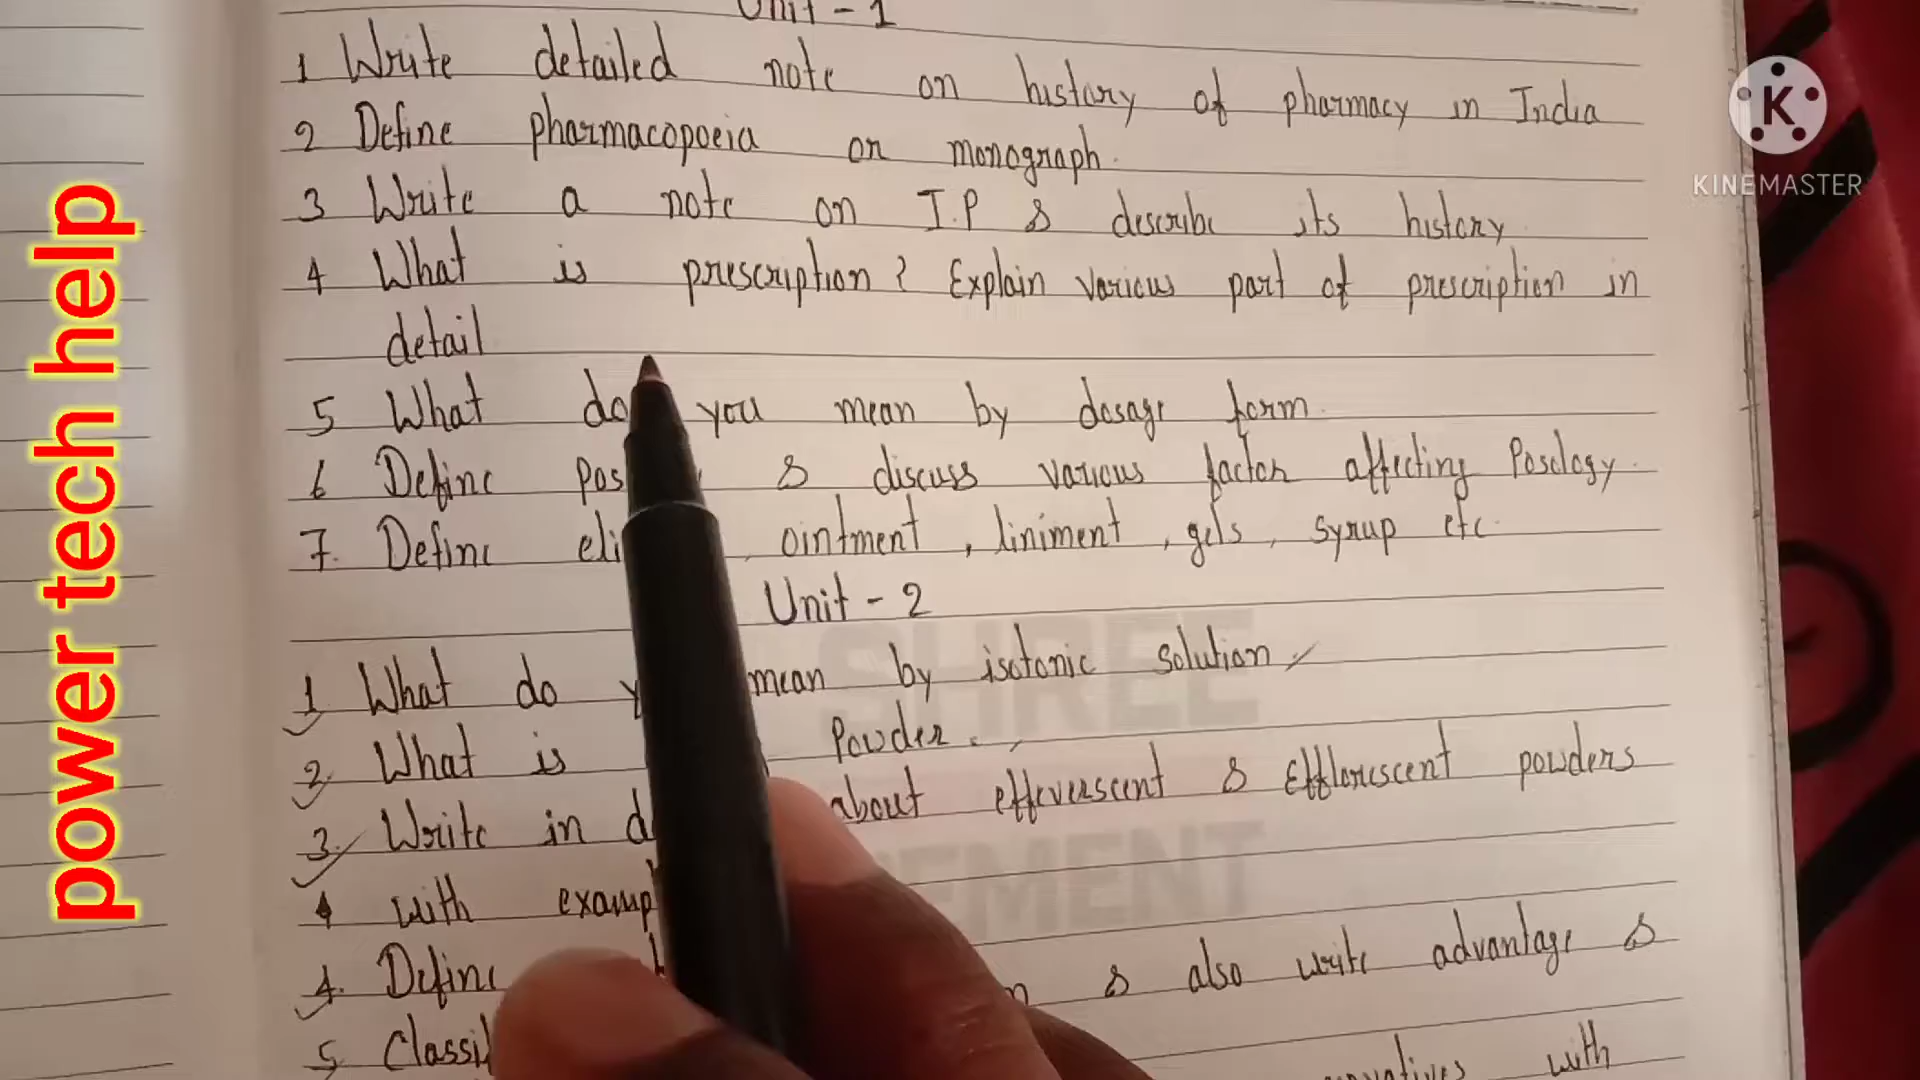 Unit - 1
1 Write detailed note on history of pharmacy in India
2 Define pharmacopoeia or monograph.
3 Write a note on I.P & describe its history
4 What is prescription? Explain various part of prescription in
detail
5 What do you mean by dosage form.
6 Define & discuss various factor affecting Posology.
7. Define , ointment, liniment, gels, syrup etc.
Unit - 2
1 What do mean by isotonic solution
2. What is Powder.
3. Write in about effervescent & Efflorescent powders
4 with
4. Define & also write advantage &
5
with
power tech help
K
KINEMASTER
SHREE